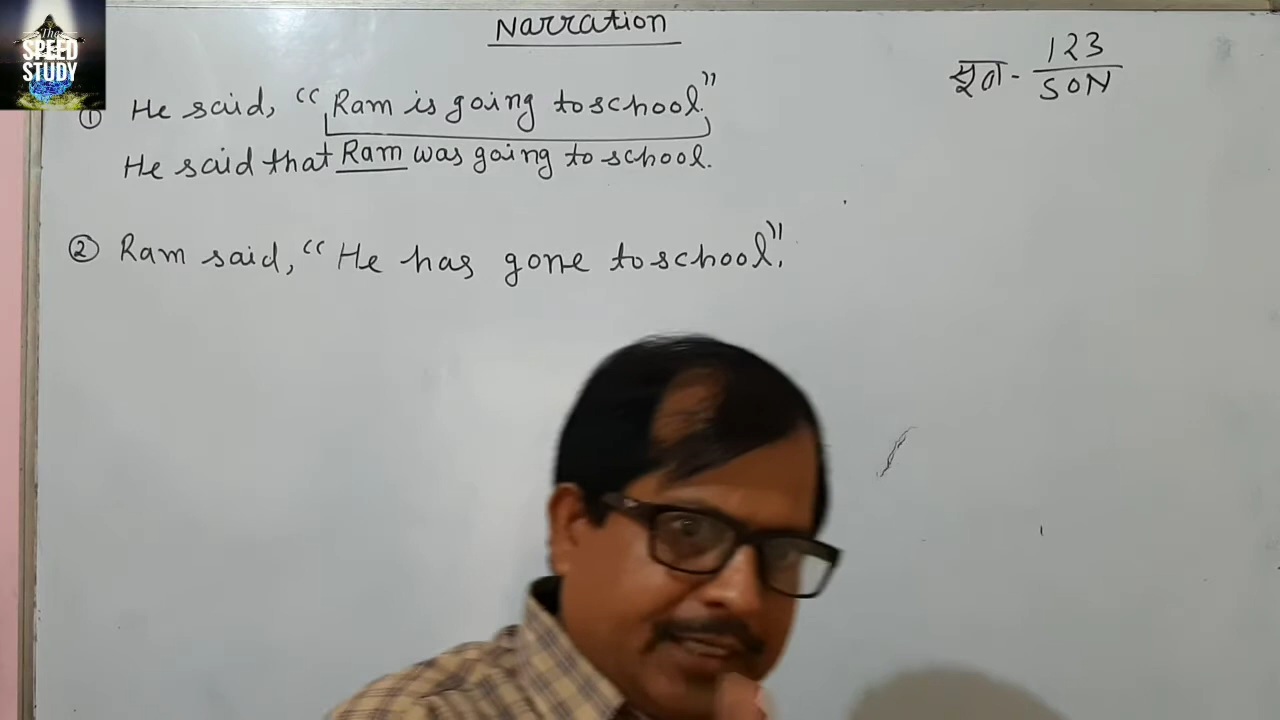 The
SPEED
STUDY
Narration
सूत्र - 123
SON
① He said, “Ram is going to school.”
He said that Ram was going to school.
② Ram said, “He has gone to school”.